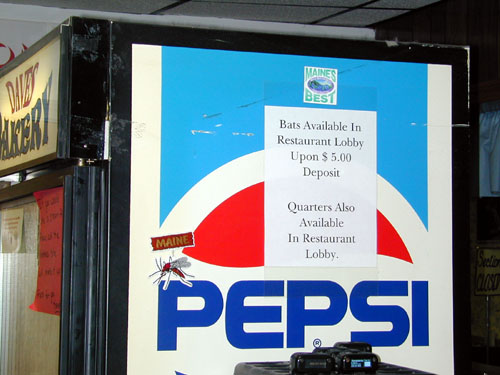 DAVE'S
BAKERY
MAINE'S
BEST
Bats Available In
Restaurant Lobby
Upon $ 5.00
Deposit
Quarters Also
Available
In Restaurant
Lobby.
MAINE
PEPSI
®